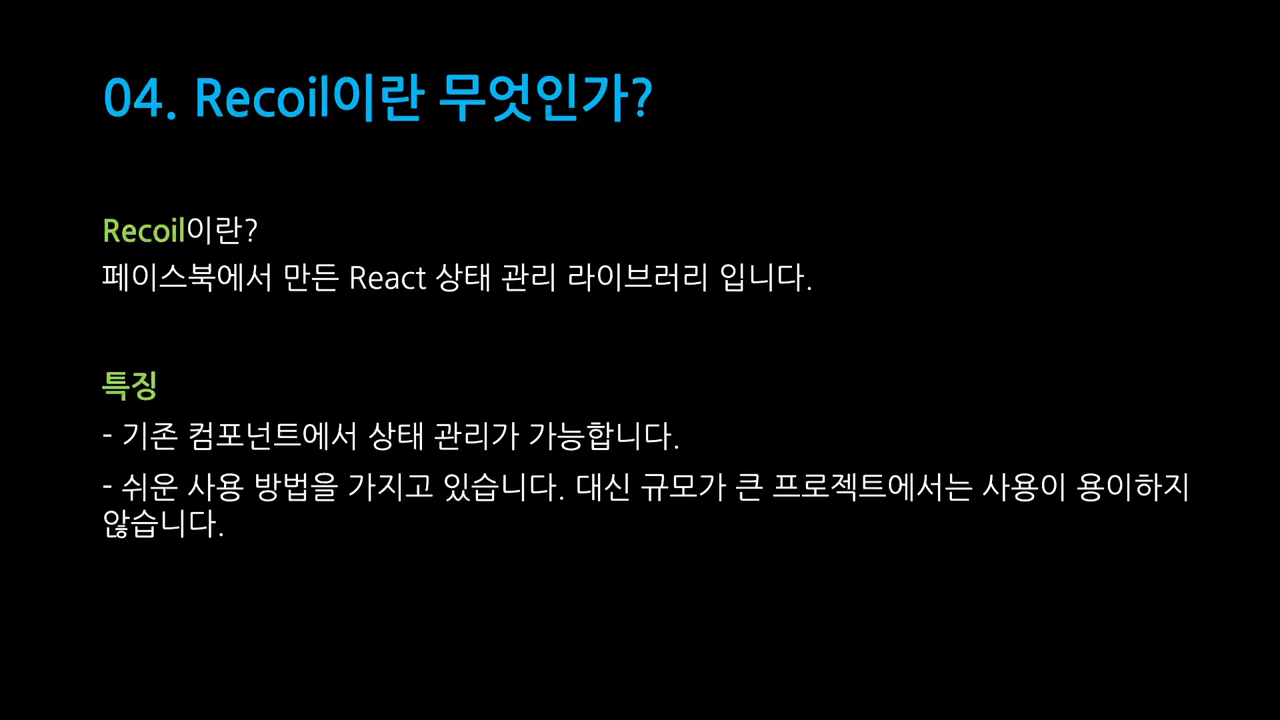 04. Recoil이란 무엇인가?
Recoil이란?
페이스북에서 만든 React 상태 관리 라이브러리 입니다.
특징
- 기존 컴포넌트에서 상태 관리가 가능합니다.
- 쉬운 사용 방법을 가지고 있습니다. 대신 규모가 큰 프로젝트에서는 사용이 용이하지
않습니다.